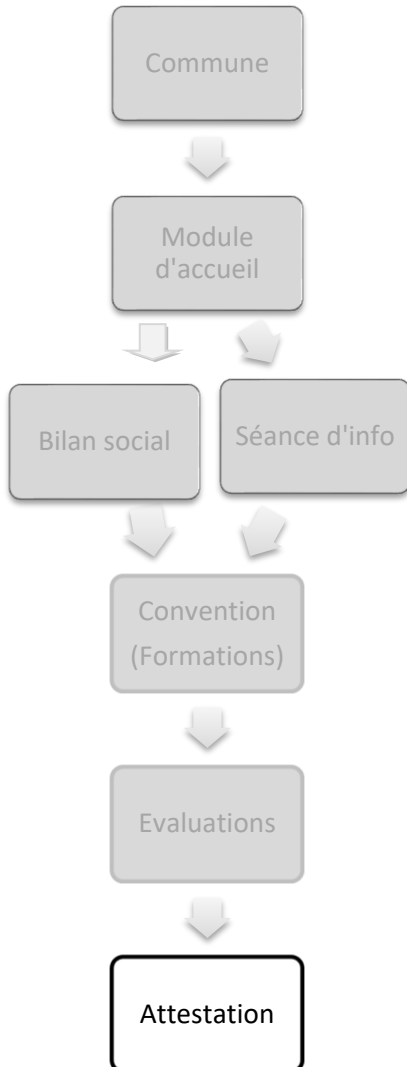 Commune
Module
d'accueil
Bilan social
Séance d'info
Convention
(Formations)
Evaluations
Attestation